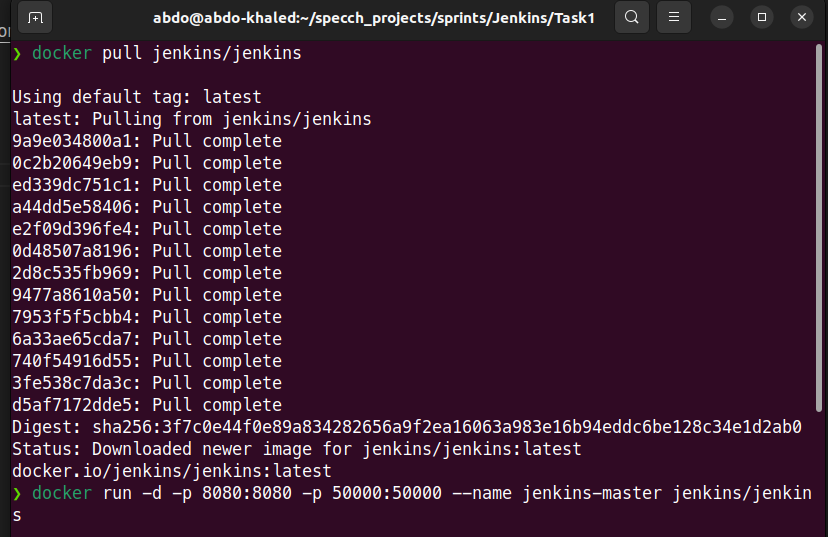 abdo@abdo-khaled:~/specch_projects/sprints/Jenkins/Task1
❯ docker pull jenkins/jenkins
Using default tag: latest
latest: Pulling from jenkins/jenkins
9a9e034800a1: Pull complete
0c2b20649eb9: Pull complete
ed339dc751c1: Pull complete
a44dd5e58406: Pull complete
e2f09d396fe4: Pull complete
0d48507a8196: Pull complete
2d8c535fb969: Pull complete
9477a8610a50: Pull complete
7953f5f5cbb4: Pull complete
6a33ae65cda7: Pull complete
740f54916d55: Pull complete
3fe538c7da3c: Pull complete
d5af7172dde5: Pull complete
Digest: sha256:3f7c0e44f0e89a834282656a9f2ea16063a983e16b94eddc6be128c34e1d2ab0
Status: Downloaded newer image for jenkins/jenkins:latest
docker.io/jenkins/jenkins:latest
❯ docker run -d -p 8080:8080 -p 50000:50000 --name jenkins-master jenkins/jenkin
s